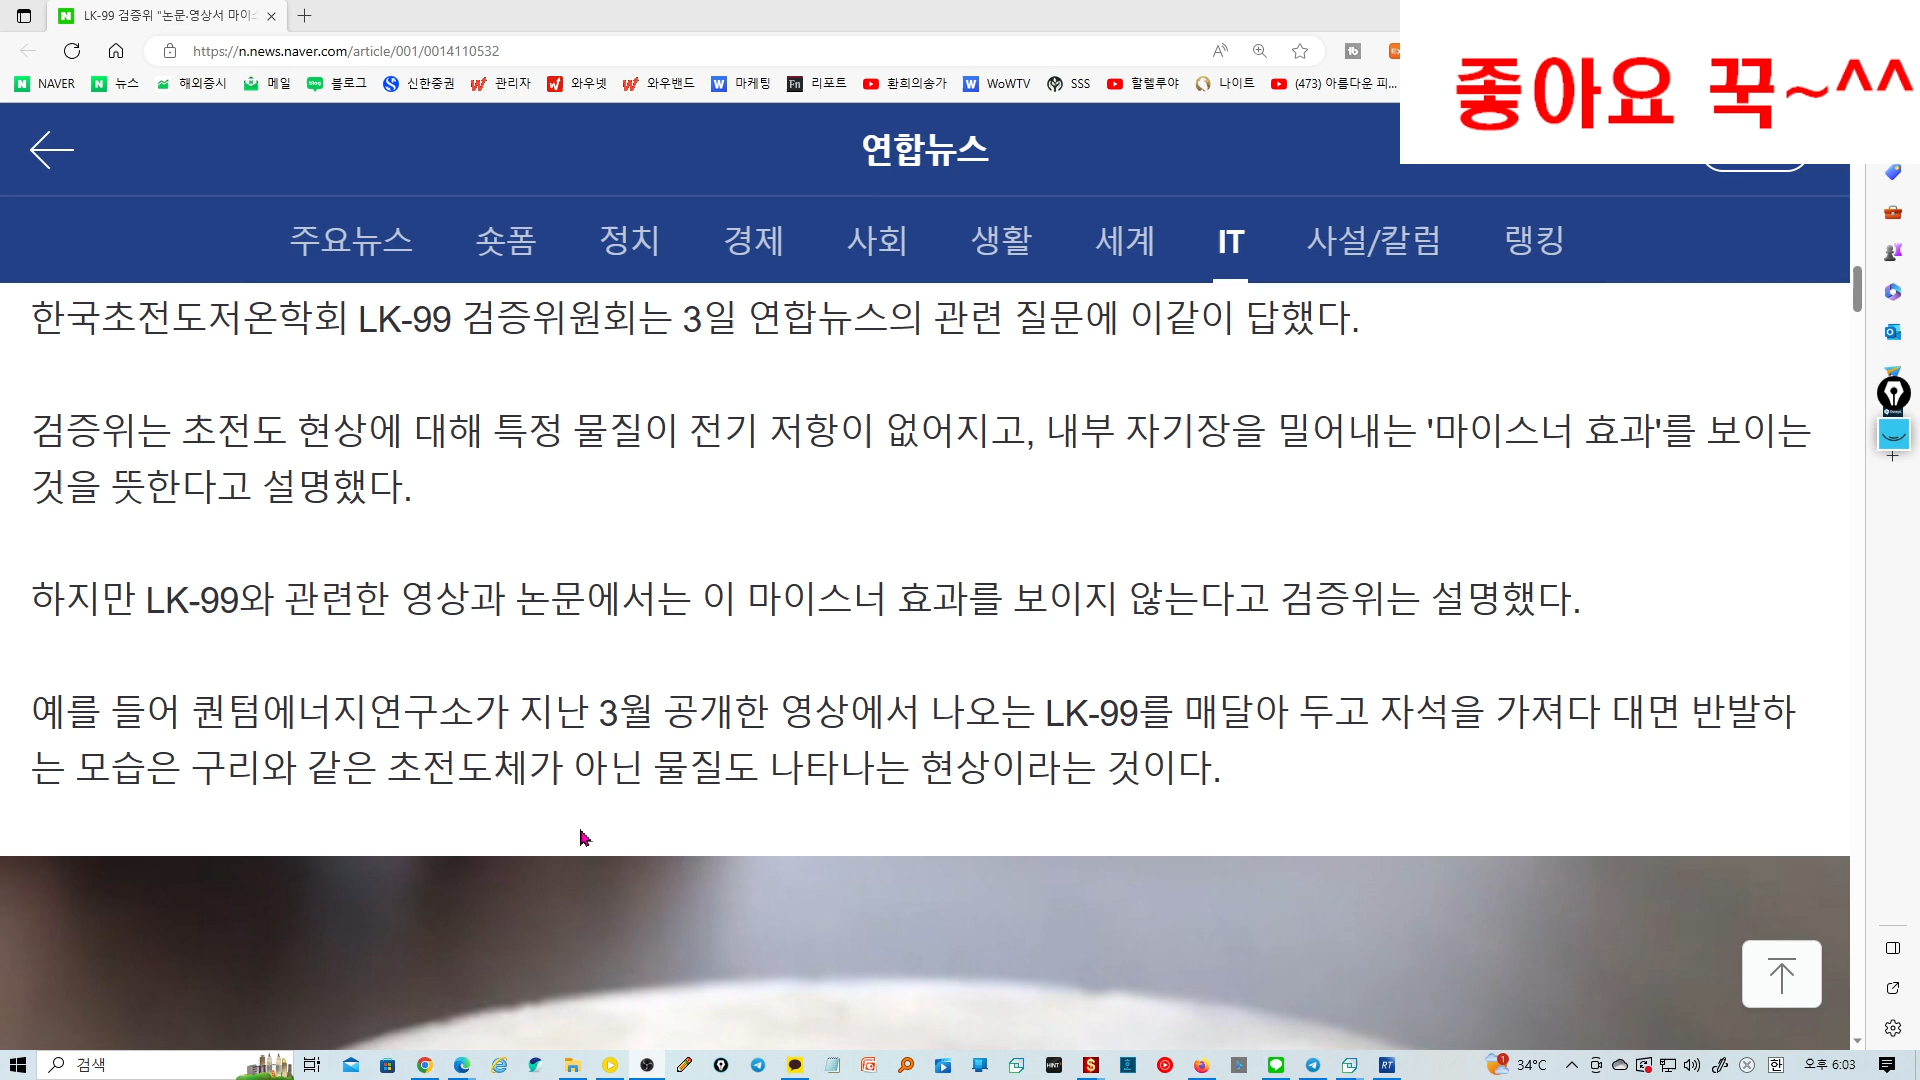 LK-99 검증위 "논문·영상서 마이스
https://n.news.naver.com/article/001/0014110532
NAVER 뉴스 해외증시 메일 블로그 신한증권 관리자 와우넷 와우밴드 마케팅 리포트 환희의송가 WoWTV SSS 할렐루야 나이트 (473) 아름다운 피...
좋아요 꾹~^^
연합뉴스
주요뉴스 숏폼 정치 경제 사회 생활 세계 IT 사설/칼럼 랭킹
한국초전도저온학회 LK-99 검증위원회는 3일 연합뉴스의 관련 질문에 이같이 답했다.
검증위는 초전도 현상에 대해 특정 물질이 전기 저항이 없어지고, 내부 자기장을 밀어내는 '마이스너 효과'를 보이는
것을 뜻한다고 설명했다.
하지만 LK-99와 관련한 영상과 논문에서는 이 마이스너 효과를 보이지 않는다고 검증위는 설명했다.
예를 들어 퀀텀에너지연구소가 지난 3월 공개한 영상에서 나오는 LK-99를 매달아 두고 자석을 가져다 대면 반발하
는 모습은 구리와 같은 초전도체가 아닌 물질도 나타나는 현상이라는 것이다.
검색
34°C
한
오후 6:03